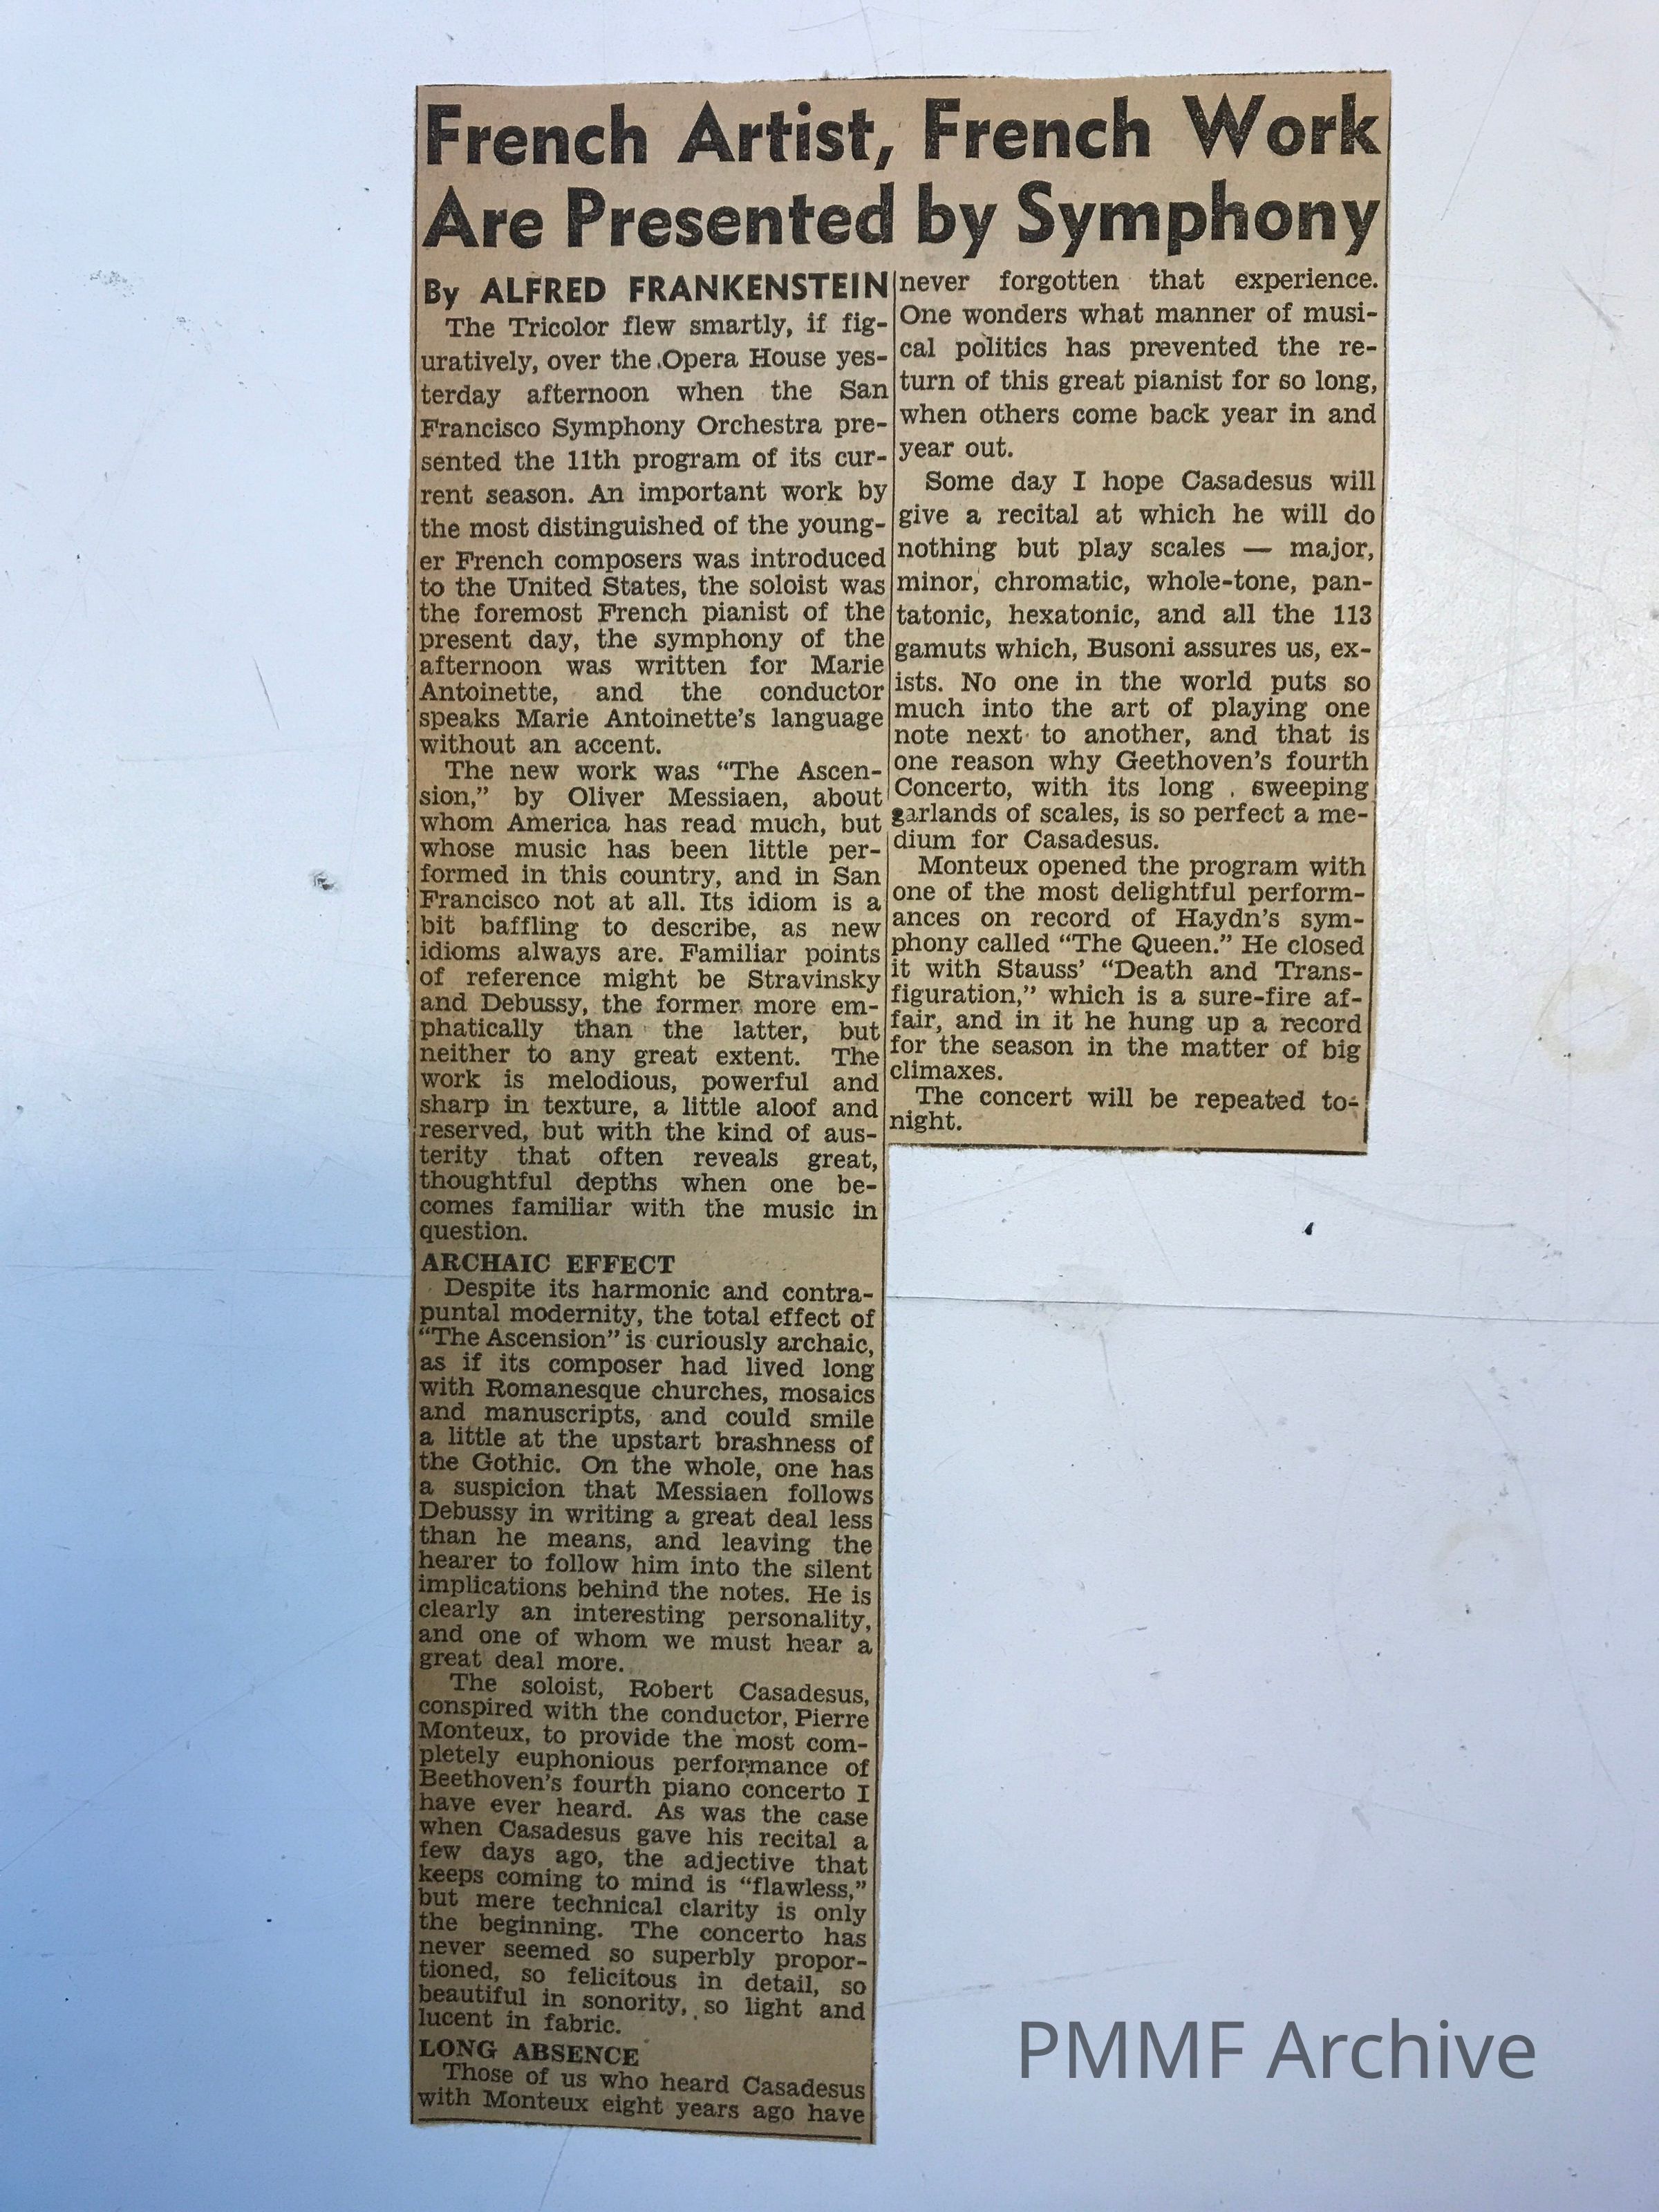 French Artist, French Work
Are Presented by Symphony
By ALFRED FRANKENSTEIN
The Tricolor flew smartly, if fig-
uratively, over the Opera House yes-
terday afternoon when the San
Francisco Symphony Orchestra pre-
sented the 11th program of its cur-
rent season. An important work by
the most distinguished of the young-
er French composers was introduced
to the United States, the soloist was
the foremost French pianist of the
present day, the symphony of the
afternoon was written for Marie
Antoinette, and the conductor
speaks Marie Antoinette's language
without an accent.
The new work was "The Ascen-
sion," by Oliver Messiaen, about
whom America has read much, but
whose music has been little per-
formed in this country, and in San
Francisco not at all. Its idiom is a
bit baffling to describe, as new
idioms always are. Familiar points
of reference might be Stravinsky
and Debussy, the former more em-
phatically than the latter, but
neither to any great extent. The
work is melodious, powerful and
sharp in texture, a little aloof and
reserved, but with the kind of aus-
terity that often reveals great,
thoughtful depths when one be-
comes familiar with the music in
question.
ARCHAIC EFFECT
Despite its harmonic and contra-
puntal modernity, the total effect of
"The Ascension" is curiously archaic,
as if its composer had lived long
with Romanesque churches, mosaics
and manuscripts, and could smile
a little at the upstart brashness of
the Gothic. On the whole, one has
a suspicion that Messiaen follows
Debussy in writing a great deal less
than he means, and leaving the
hearer to follow him into the silent
implications behind the notes. He is
clearly an interesting personality,
and one of whom we must hear a
great deal more.
The soloist, Robert Casadesus,
conspired with the conductor, Pierre
Monteux, to provide the most com-
pletely euphonious performance of
Beethoven's fourth piano concerto I
have ever heard. As was the case
when Casadesus gave his recital a
few days ago, the adjective that
keeps coming to mind is "flawless,"
but mere technical clarity is only
the beginning. The concerto has
never seemed so superbly propor-
tioned, so felicitous in detail, so
beautiful in sonority, so light and
lucent in fabric.
LONG ABSENCE
Those of us who heard Casadesus
with Monteux eight years ago have
never forgotten that experience.
One wonders what manner of musi-
cal politics has prevented the re-
turn of this great pianist for so long,
when others come back year in and
year out.
Some day I hope Casadesus will
give a recital at which he will do
nothing but play scales — major,
minor, chromatic, whole-tone, pan-
tatonic, hexatonic, and all the 113
gamuts which, Busoni assures us, ex-
ists. No one in the world puts so
much into the art of playing one
note next to another, and that is
one reason why Geethoven's fourth
Concerto, with its long sweeping
garlands of scales, is so perfect a me-
dium for Casadesus.
Monteux opened the program with
one of the most delightful perform-
ances on record of Haydn's sym-
phony called "The Queen." He closed
it with Stauss' "Death and Trans-
figuration," which is a sure-fire af-
fair, and in it he hung up a record
for the season in the matter of big
climaxes.
The concert will be repeated to-
night.
PMMF Archive